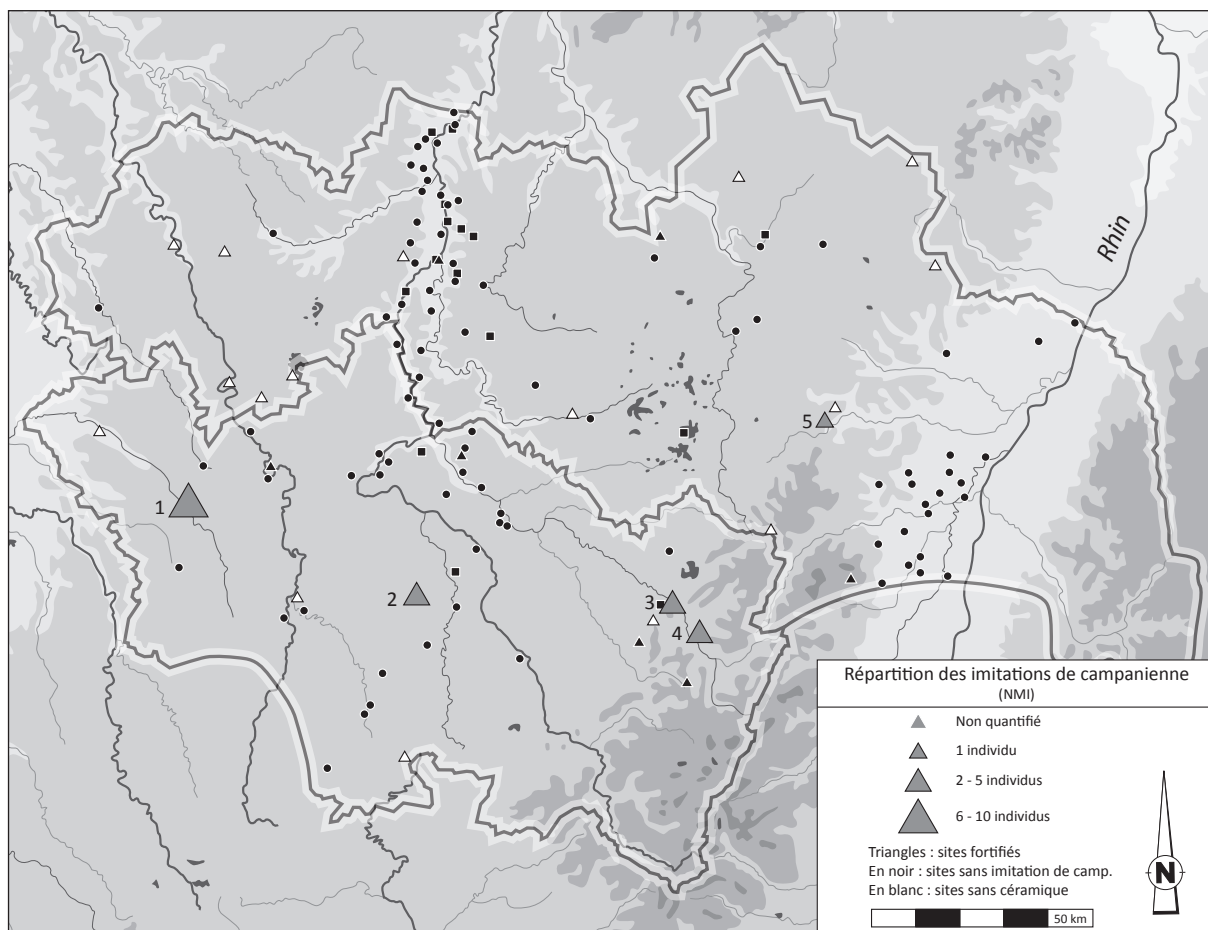 Rhin
5
1
2
3
4
Répartition des imitations de campanienne
(NMI)
Non quantifié
1 individu
2 - 5 individus
6 - 10 individus
Triangles : sites fortifiés
En noir : sites sans imitation de camp.
En blanc : sites sans céramique
N
50 km